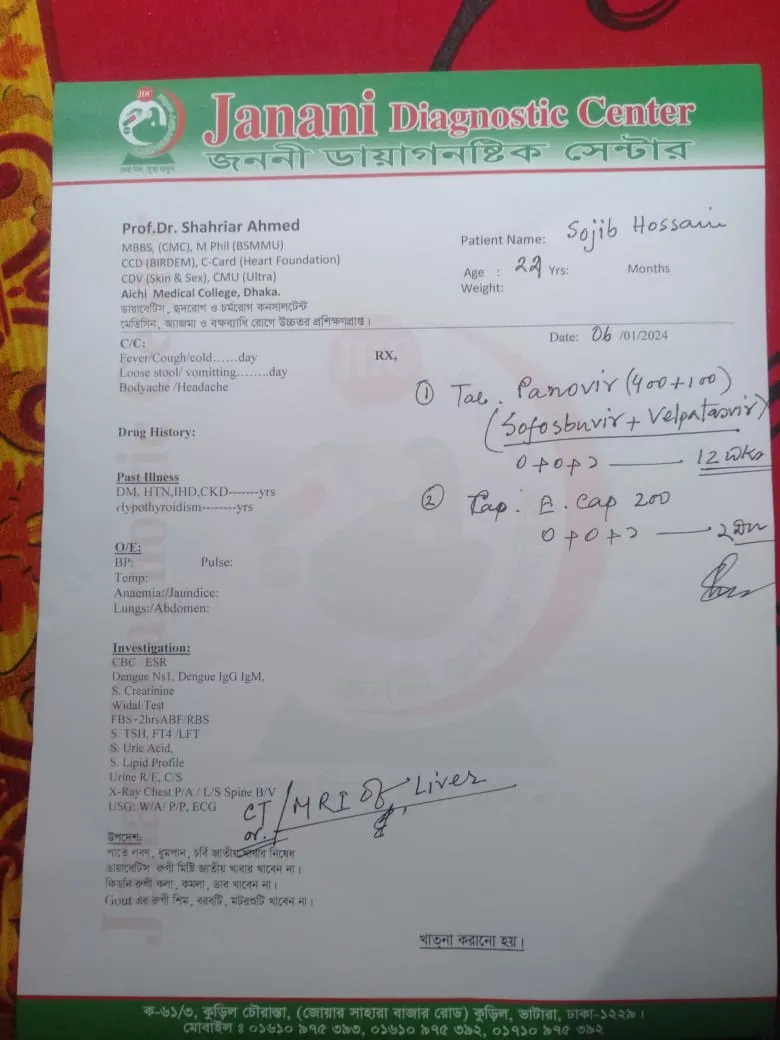 JDC
Janani Diagnostic Center
জননী ডায়াগনষ্টিক সেন্টার
Prof.Dr. Shahriar Ahmed
MBBS, (CMC), M Phil (BSMMU)
CCD (BIRDEM), C-Card (Heart Foundation)
CDV (Skin & Sex), CMU (Ultra)
Aichi Medical College, Dhaka.
ডায়াবেটিস, হৃদরোগ ও চর্মরোগ কনসালটেন্ট
মেডিসিন, অ্যাজমা ও বক্ষব্যাধি রোগে উচ্চতর প্রশিক্ষণপ্রাপ্ত।
Patient Name: Sojib Hossain
Age : 22 Yrs: Months
Weight:
Date: 06 /01/2024
C/C:
Fever/Cough/cold......day
Loose stool/ vomitting........day
Bodyache /Headache
Drug History:
Past Illness
DM. HTN,IHD,CKD-------yrs
Hypothyroidism--------yrs
O/E:
BP: Pulse:
Temp:
Anaemia:/Jaundice:
Lungs:/Abdomen:
Investigation:
CBC ESR
Dengue Ns1, Dengue IgG IgM,
S. Creatinine
Widal Test
FBS+2hrsABF/RBS
S. TSH, FT4 /LFT
S. Uric Acid,
S. Lipid Profile
Urine R/E, C/S
X-Ray Chest P/A / L/S Spine B/V
USG: W/A/ P/P, ECG
CT/MRI of Liver
or.
উপদেশ:
পাতে লবণ, ধুমপান, চর্বি জাতীয় খাবার নিষেধ
ডায়াবেটিস রুগী মিষ্টি জাতীয় খাবার খাবেন না।
কিডনি রুগী কলা, কমলা, ডাব খাবেন না।
Gout এর রুগী শিম, বরবটি, মটরশুটি খাবেন না।
RX,
① Tab. Panovir (400+100)
(Sofosbuvir + Velpatasvir)
0+0+১ — 12 wks
② Cap. E. Cap 200
0+0+১ — ২ মাস
খাতনা করানো হয়।
ক-৬১/৩, কুড়িল চৌরাস্তা, (জোয়ার সাহারা বাজার রোড) কুড়িল, ভাটারা, ঢাকা-১২২৯।
মোবাইল ঃ ০১৬১০ ৯৭৫ ৩৯৩, ০১৬১০ ৯৭৫ ৩৯২, ০১৭১০ ৯৭৫ ৩৯২